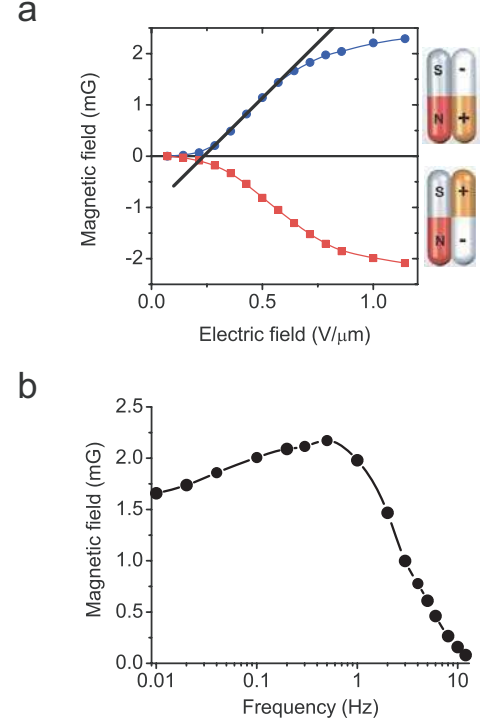 a
2
1
0
-1
-2
Magnetic field (mG)
0.0 0.5 1.0
Electric field (V/μm)
S -
N +
S +
N -
b
2.5
2.0
1.5
1.0
0.5
0.0
Magnetic field (mG)
0.01 0.1 1 10
Frequency (Hz)